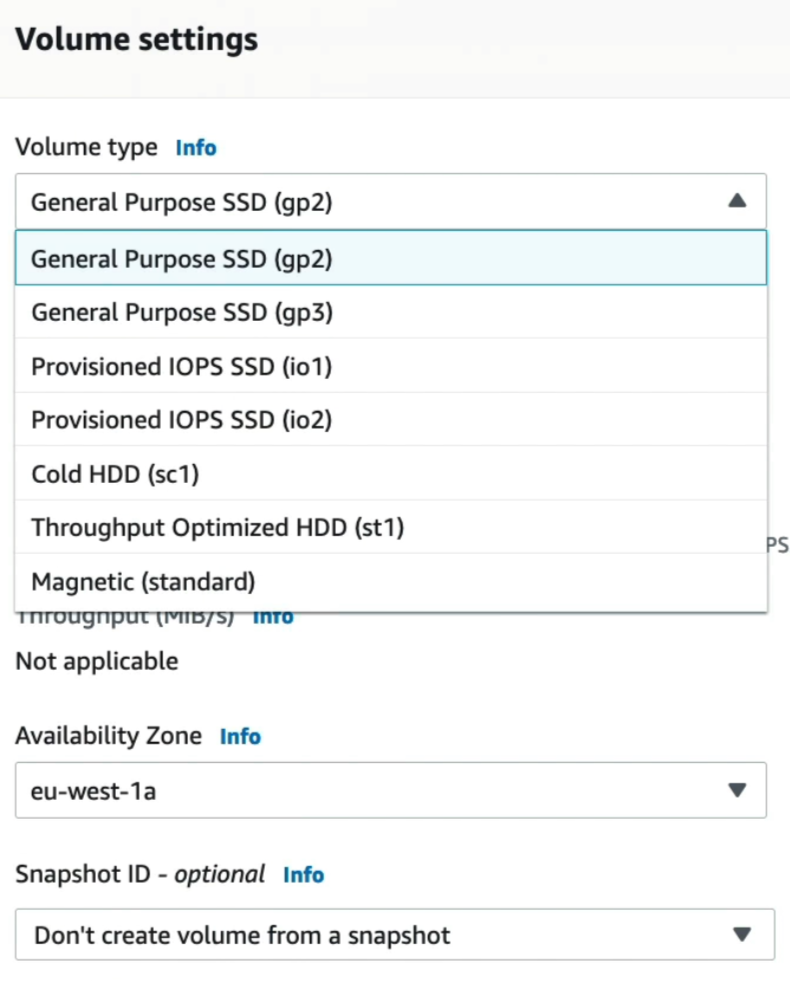 Volume settings
Volume type Info
General Purpose SSD (gp2)
General Purpose SSD (gp2)
General Purpose SSD (gp3)
Provisioned IOPS SSD (io1)
Provisioned IOPS SSD (io2)
Cold HDD (sc1)
Throughput Optimized HDD (st1)
PS
Magnetic (standard)
Throughput (MiB/s) Info
Not applicable
Availability Zone Info
eu-west-1a
Snapshot ID - optional Info
Don't create volume from a snapshot